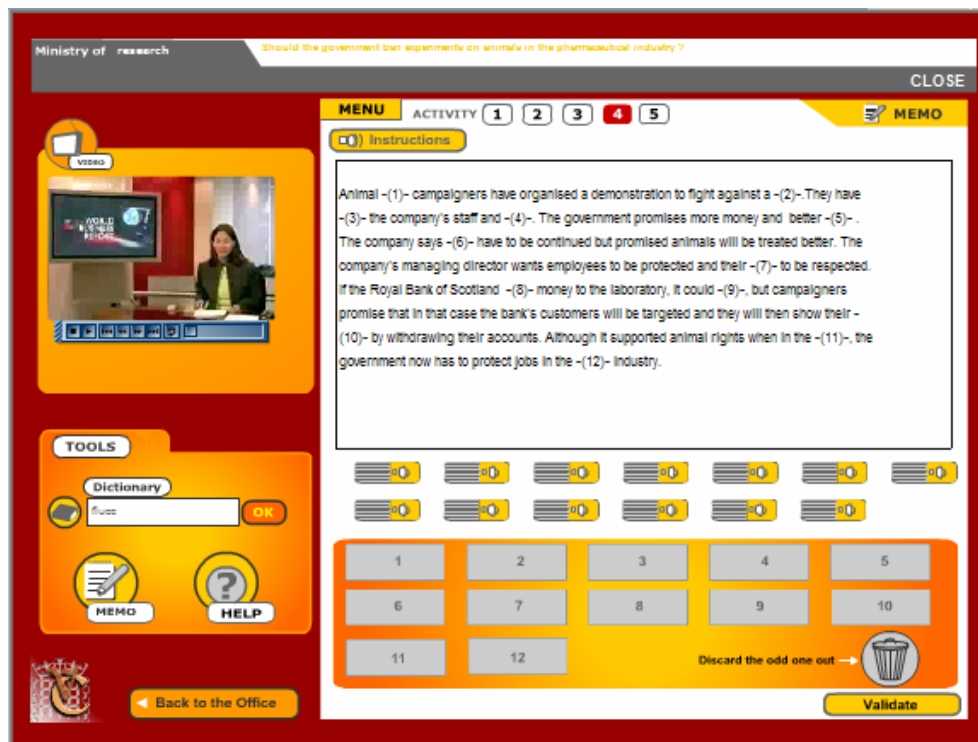 Ministry of research
Should the government ban experiments on animals in the pharmaceutical industry ?
CLOSE
MENU
ACTIVITY 1 2 3 4 5
MEMO
Instructions
VIDEO
WORLD
BUSINESS
REPORT
Animal -(1)- campaigners have organised a demonstration to fight against a -(2)-.They have
-(3)- the company's staff and -(4)-. The government promises more money and better -(5)- .
The company says -(6)- have to be continued but promised animals will be treated better. The
company's managing director wants employees to be protected and their -(7)- to be respected.
If the Royal Bank of Scotland -(8)- money to the laboratory, it could -(9)-, but campaigners
promise that in that case the bank's customers will be targeted and they will then show their -
(10)- by withdrawing their accounts. Although it supported animal rights when in the -(11)-, the
government now has to protect jobs in the -(12)- industry.
TOOLS
Dictionary
OK
MEMO
HELP
Back to the Office
1 2 3 4 5
6 7 8 9 10
11 12
Discard the odd one out
Validate